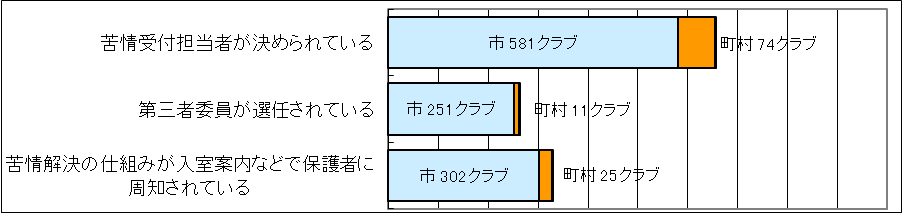 苦情受付担当者が決められている
市581クラブ
町村74クラブ
第三者委員が選任されている
市251クラブ
町村11クラブ
苦情解決の仕組みが入室案内などで保護者に
周知されている
市302クラブ
町村25クラブ